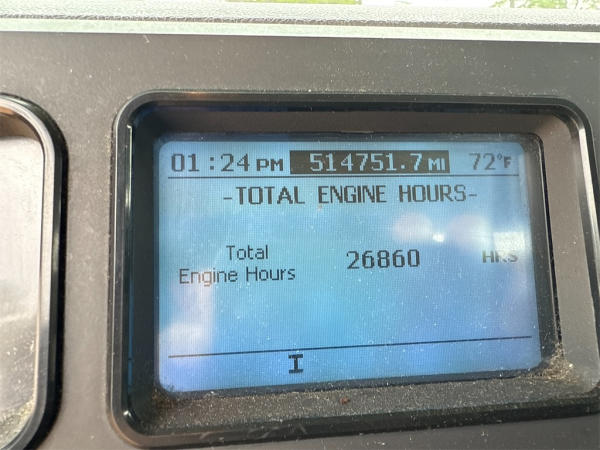 01:24 PM 514751.7 MI 72°F
-TOTAL ENGINE HOURS-
Total
Engine Hours 26860 HRS
I